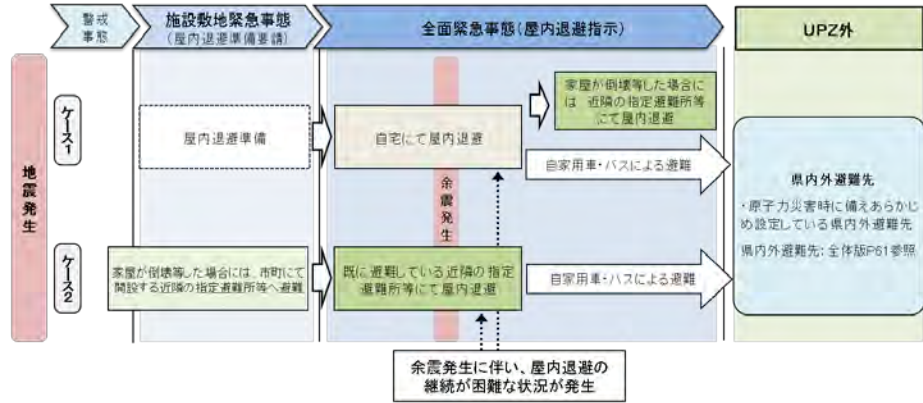 警戒
事態
施設敷地緊急事態
(屋内退避準備要請)
全面緊急事態(屋内退避指示)
UPZ外
地震発生
ケース1
屋内退避準備
自宅にて屋内退避
家屋が倒壊等した場合に
は 近隣の指定避難所等
にて屋内退避
自家用車・バスによる避難
余震発生
県内外避難先
・原子力災害時に備えあらかじ
め設定している県内外避難先
県内外避難先: 全体版P61参照
ケース2
家屋が倒壊等した場合には、市町にて
開設する近隣の指定避難所等へ避難
既に避難している近隣の指定
避難所等にて屋内退避
自家用車・バスによる避難
余震発生に伴い、屋内退避の
継続が困難な状況が発生